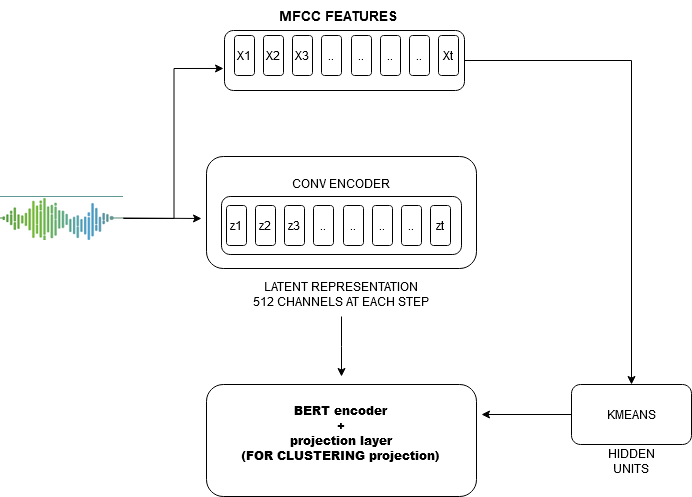 MFCC FEATURES
X1 X2 X3 .. .. .. .. Xt
CONV ENCODER
z1 z2 z3 .. .. .. .. zt
LATENT REPRESENTATION
512 CHANNELS AT EACH STEP
BERT encoder
+
projection layer
(FOR CLUSTERING projection)
KMEANS
HIDDEN
UNITS